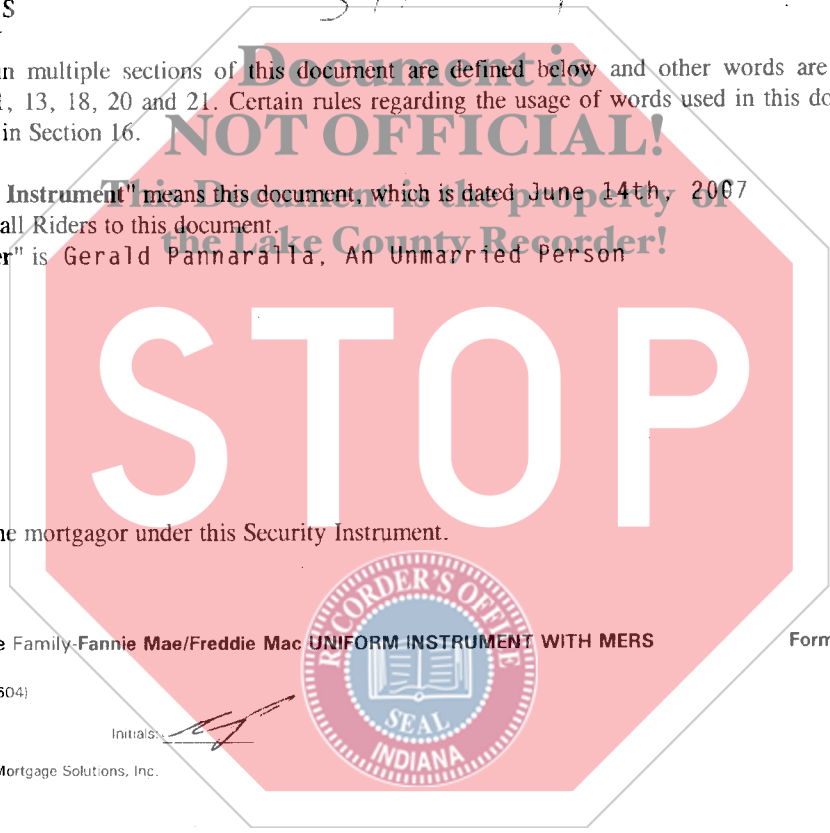 S
Document is
in multiple sections of this document are defined below and other words are
1, 13, 18, 20 and 21. Certain rules regarding the usage of words used in this do
NOT OFFICIAL!
in Section 16.
This Document is the property of
Instrument" means this document, which is dated June 14th, 2007
all Riders to this document.
the Lake County Recorder!
er" is Gerald Pannaralla, An Unmarried Person
STOP
he mortgagor under this Security Instrument.
RECORDER'S OFFICE
e Family-Fannie Mae/Freddie Mac UNIFORM INSTRUMENT WITH MERS Form
604)
SEAL
Initials:
INDIANA
Mortgage Solutions, Inc.